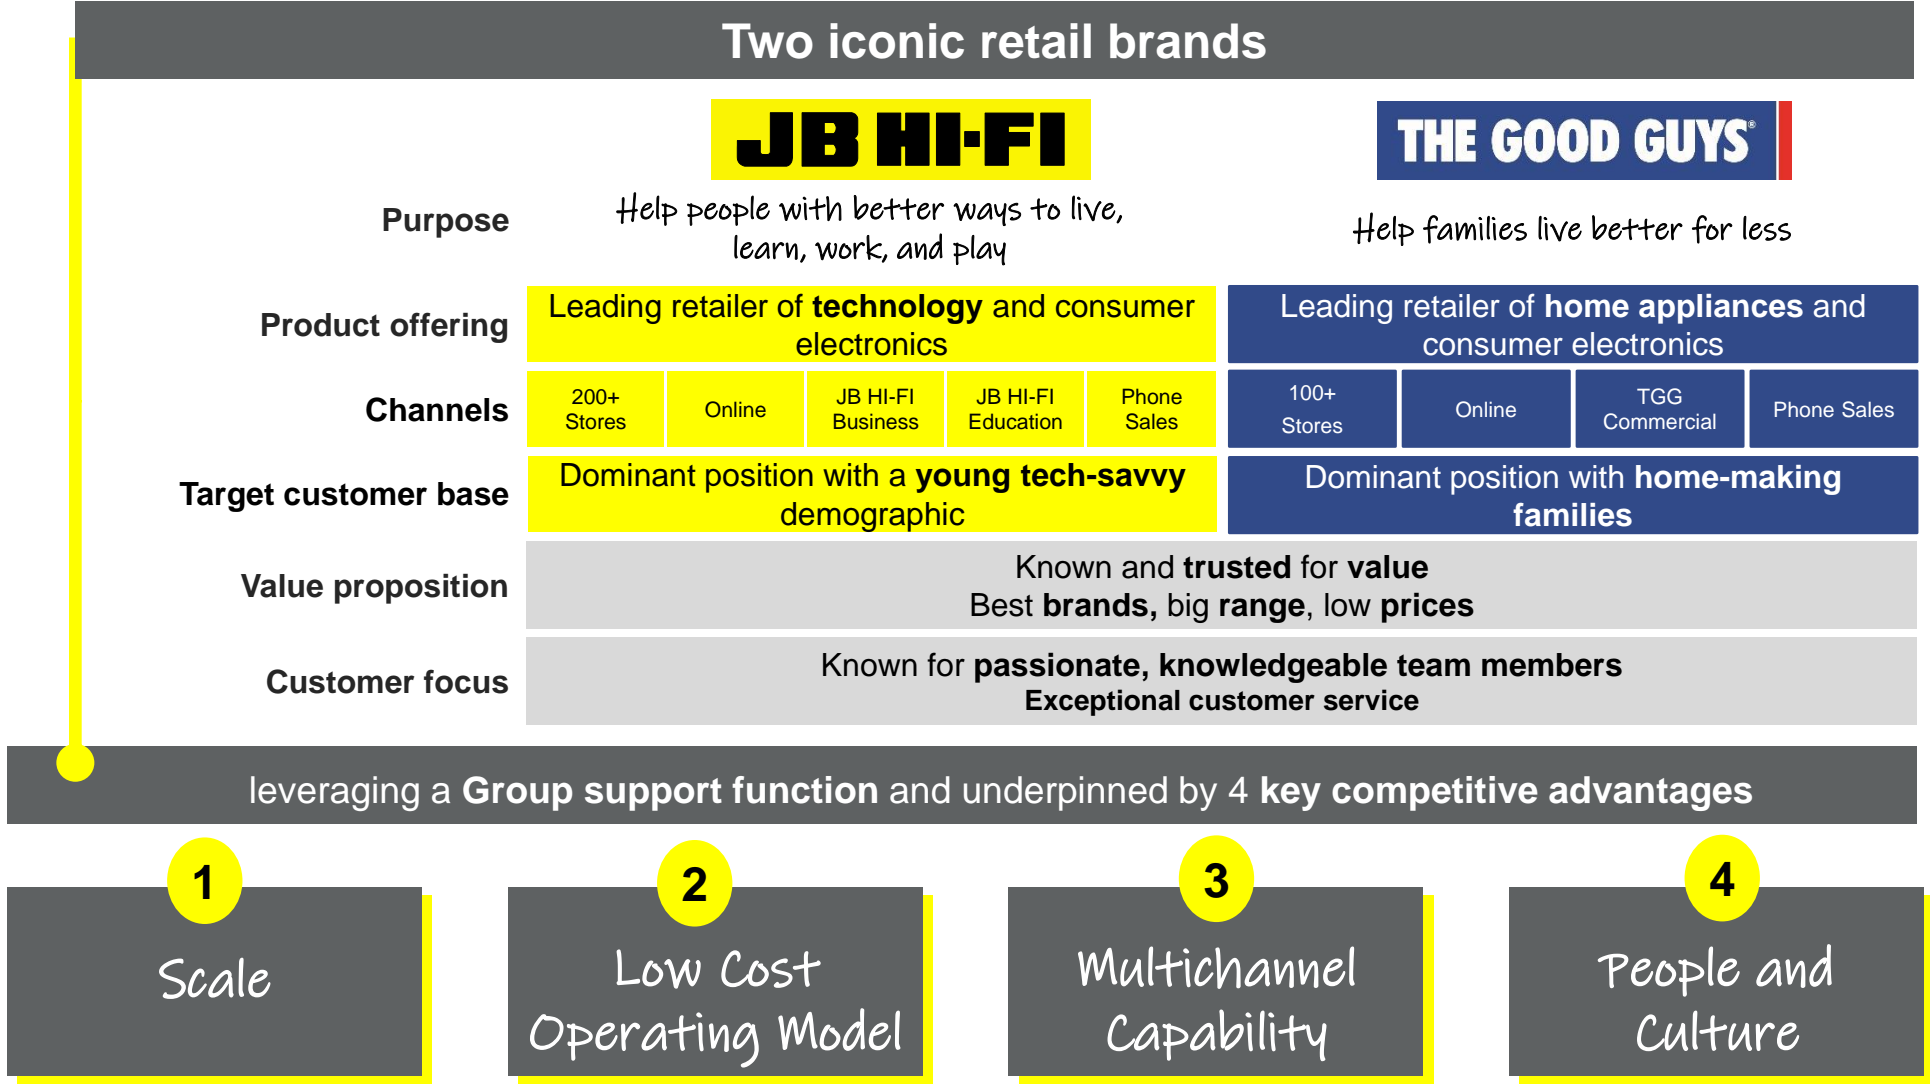 Two iconic retail brands
JB HI-FI
THE GOOD GUYS®
Purpose
Help people with better ways to live,
learn, work, and play
Help families live better for less
Product offering
Leading retailer of technology and consumer
electronics
Leading retailer of home appliances and
consumer electronics
Channels
200+
Stores
Online
JB HI-FI
Business
JB HI-FI
Education
Phone
Sales
100+
Stores
Online
TGG
Commercial
Phone Sales
Target customer base
Dominant position with a young tech-savvy
demographic
Dominant position with home-making
families
Value proposition
Known and trusted for value
Best brands, big range, low prices
Customer focus
Known for passionate, knowledgeable team members
Exceptional customer service
leveraging a Group support function and underpinned by 4 key competitive advantages
1
Scale
2
Low Cost
Operating Model
3
Multichannel
Capability
4
People and
Culture